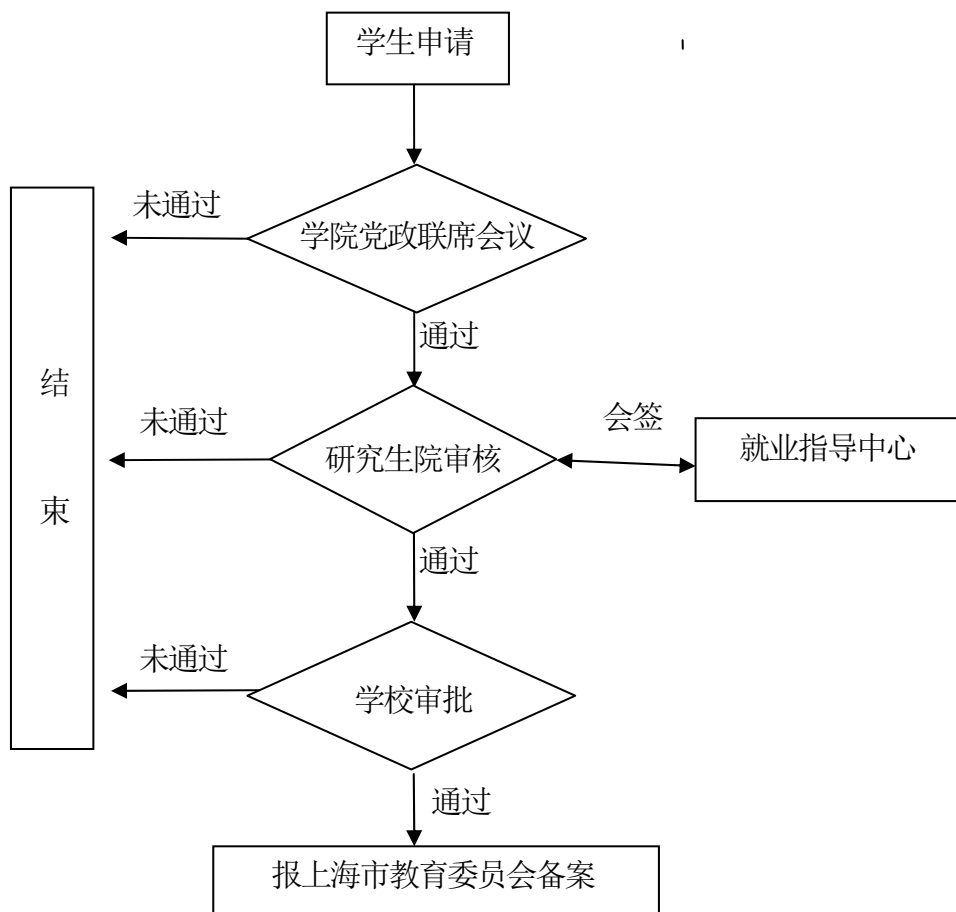 学生申请
未通过
学院党政联席会议
通过
结
束
未通过
研究生院审核
会签
就业指导中心
通过
未通过
学校审批
通过
报上海市教育委员会备案